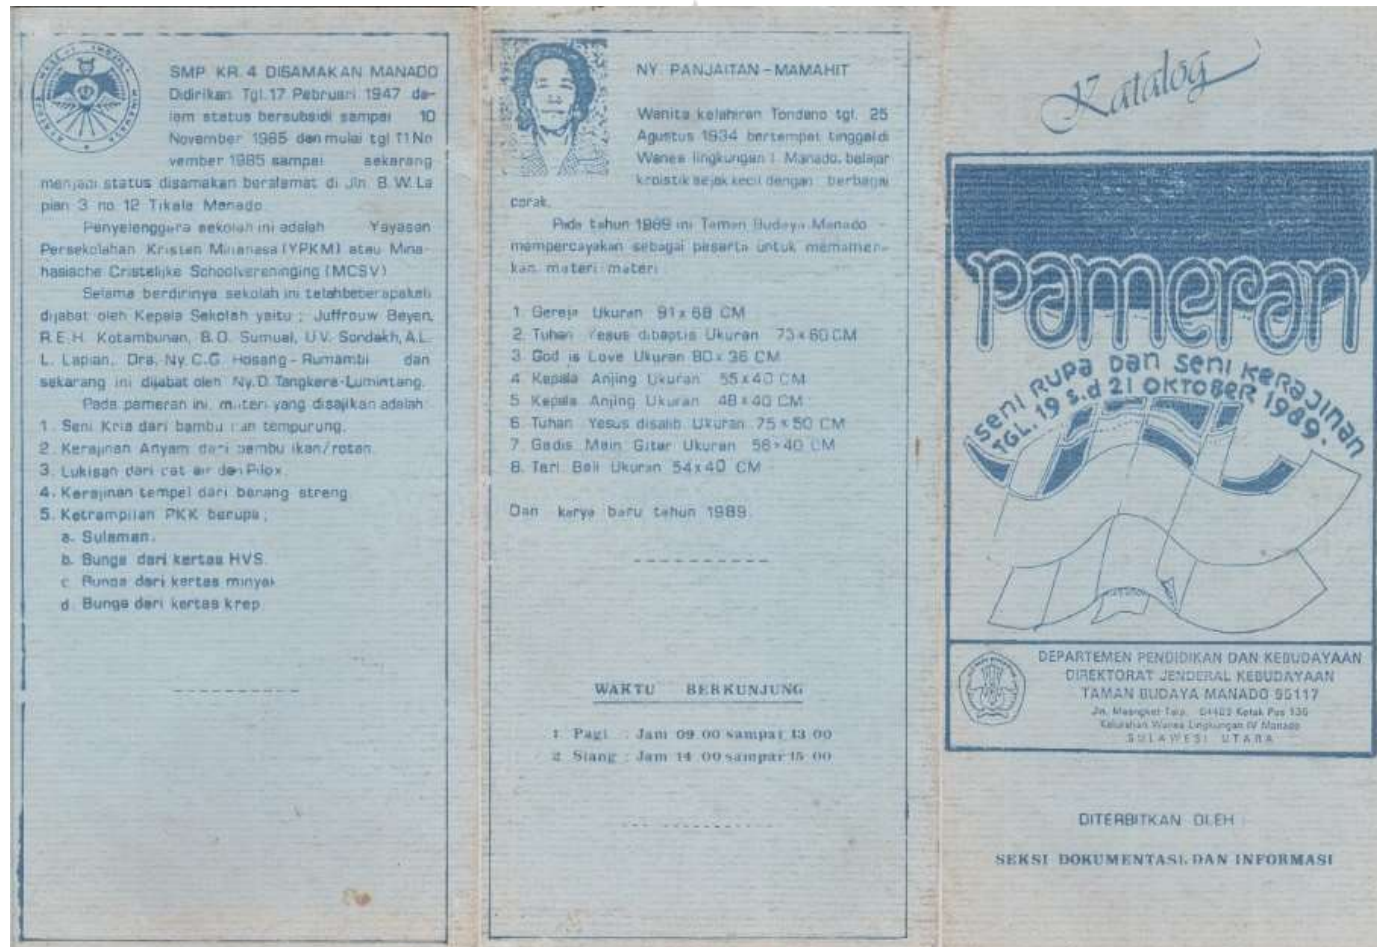 SMP KR. 4 DISAMAKAN MANADO
Didirikan Tgl. 17 Pebruari 1947 da-
lam status bersubsidi sampai 10
November 1985 dan mulai tgl 11 No
vember 1985 sampai sekarang
menjadi status disamakan beralamat di Jln. B.W. La
pian 3 no. 12 Tikala Manado.
Penyelenggara sekolah ini adalah Yayasan
Persekolahan Kristen Minahasa (YPKM) atau Mina-
hasische Cristelijke Schoolvereninging (MCSV)
Selama berdirinya sekolah ini telah beberapa kali
dijabat oleh Kepala Sekolah yaitu ; Juffrouw Beyen,
R.E.H. Kotambunan, B.O. Sumual, U.V. Sondakh, A.L.
L. Lapian, Dra. Ny. C.G. Hosang - Rumambi dan
sekarang ini dijabat oleh Ny. D. Tangkere-Lumintang.
Pada pameran ini, materi yang disajikan adalah
1. Seni Kria dari bambu dan tempurung.
2. Kerajinan Anyam dari bambu ikan/rotan.
3. Lukisan dari cat air dan Pilox.
4. Kerajinan tempel dari benang streng
5. Ketrampilan PKK berupa ;
a. Sulaman.
b. Bunga dari kertas HVS.
c. Bunga dari kertas minyak
d. Bunga dari kertas krep.
NY. PANJAITAN - MAMAHIT
Wanita kelahiran Tondano tgl. 25
Agustus 1934 bertempat tinggal di
Wanea lingkungan I Manado, belajar
kristik sejak kecil dengan berbagai
corak.
Pada tahun 1989 ini Taman Budaya Manado
mempercayakan sebagai peserta untuk memamer-
kan materi materi
1. Gereja Ukuran 91 x 68 CM
2. Tuhan Yesus dibaptis Ukuran 73 x 60 CM
3. God is Love Ukuran 80 x 36 CM
4. Kepala Anjing Ukuran 55 x 40 CM
5. Kepala Anjing Ukuran 48 x 40 CM
6. Tuhan Yesus disalib Ukuran 75 x 50 CM
7. Gadis Main Gitar Ukuran 56 x 40 CM
8. Tari Bali Ukuran 54 x 40 CM
Dan karya baru tahun 1989.
WAKTU BERKUNJUNG
1 Pagi : Jam 09 00 sampai 13 00
2 Siang : Jam 14 00 sampai 15 00
Katalog
pameran
seni rupa dan seni kerajinan
TGL. 19 s.d 21 OKTOBER 1989.
DEPARTEMEN PENDIDIKAN DAN KEBUDAYAAN
DIREKTORAT JENDERAL KEBUDAYAAN
TAMAN BUDAYA MANADO 95117
Jln. Maengket Telp. Kotak Pos 136
Kelurahan Wanea Lingkungan IV Manado
SULAWESI UTARA
DITERBITKAN OLEH :
SEKSI DOKUMENTASI. DAN INFORMASI